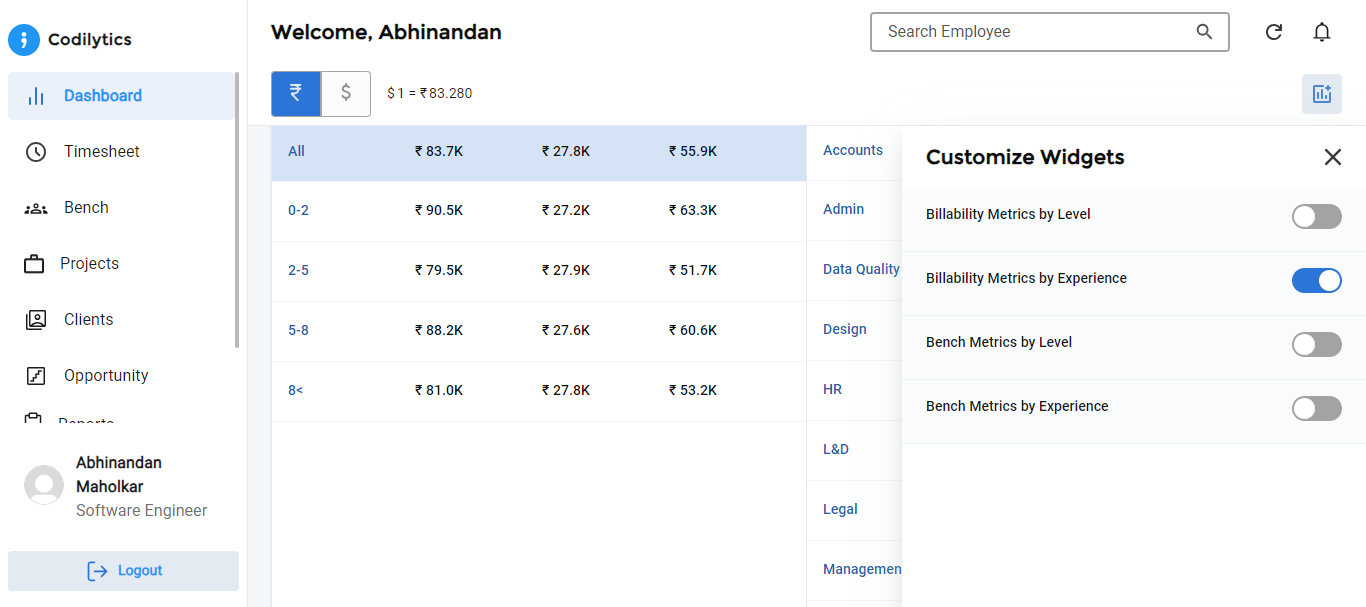 Codilytics
Dashboard
Timesheet
Bench
Projects
Clients
Opportunity
Reports
Abhinandan
Maholkar
Software Engineer
Logout
Welcome, Abhinandan
Search Employee
₹ $ $ 1 = ₹ 83.280
All ₹ 83.7K ₹ 27.8K ₹ 55.9K
0-2 ₹ 90.5K ₹ 27.2K ₹ 63.3K
2-5 ₹ 79.5K ₹ 27.9K ₹ 51.7K
5-8 ₹ 88.2K ₹ 27.6K ₹ 60.6K
8< ₹ 81.0K ₹ 27.8K ₹ 53.2K
Accounts
Admin
Data Quality
Design
HR
L&D
Legal
Managemen
Customize Widgets
Billability Metrics by Level
Billability Metrics by Experience
Bench Metrics by Level
Bench Metrics by Experience